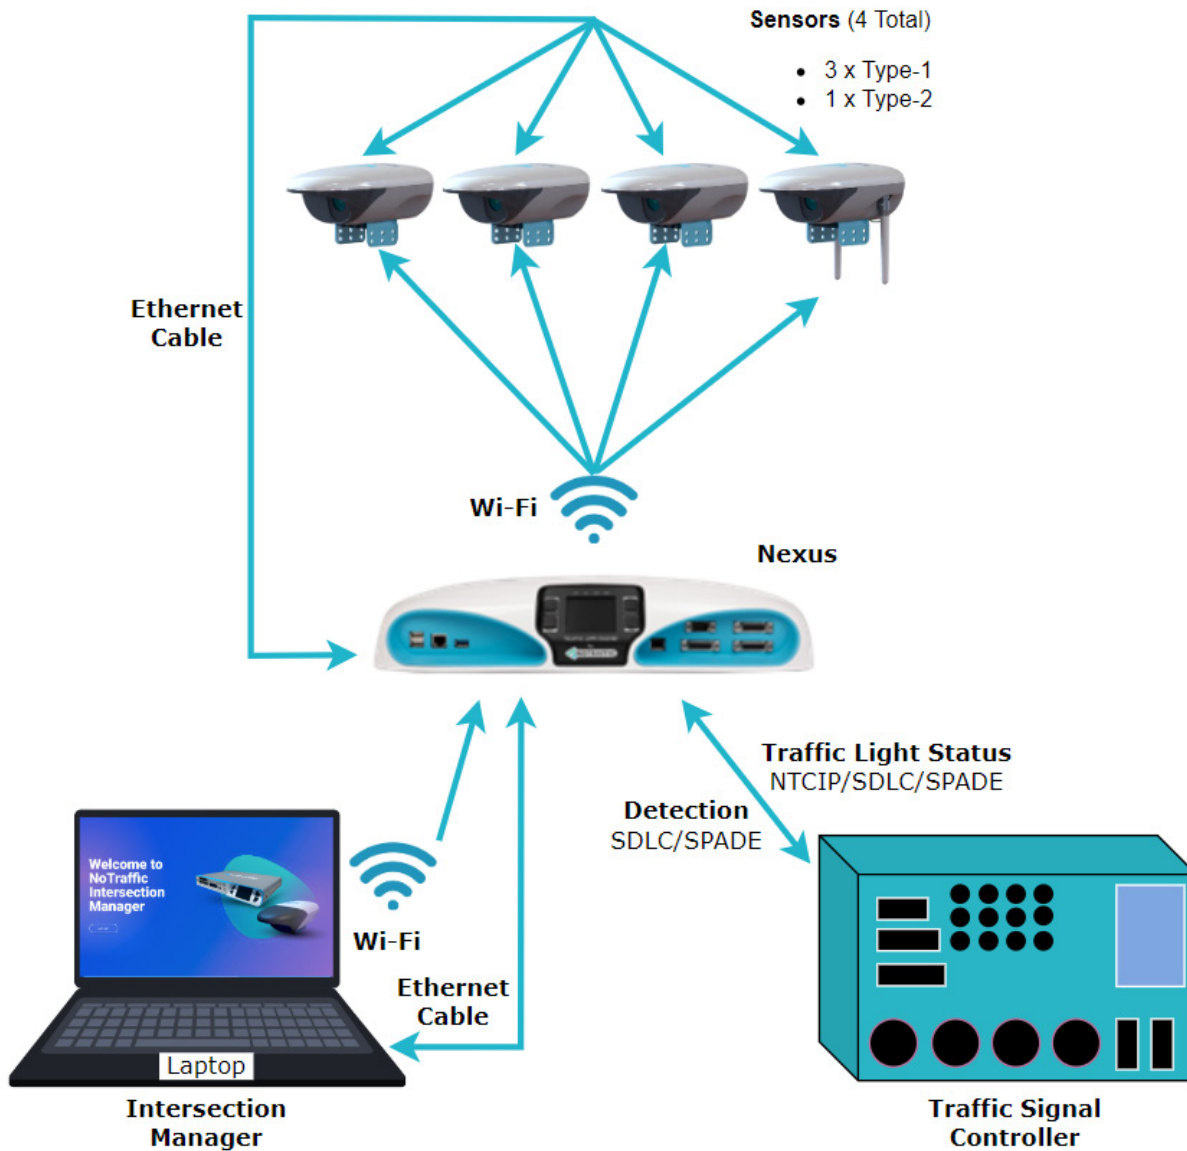 Sensors (4 Total)
• 3 x Type-1
• 1 x Type-2
Ethernet
Cable
Wi-Fi
Nexus
NOTRAFFIC
Traffic Light Status
NTCIP/SDLC/SPADE
Detection
SDLC/SPADE
Welcome to
NoTraffic
Intersection
Manager
Wi-Fi
Ethernet
Cable
Laptop
Intersection
Manager
Traffic Signal
Controller